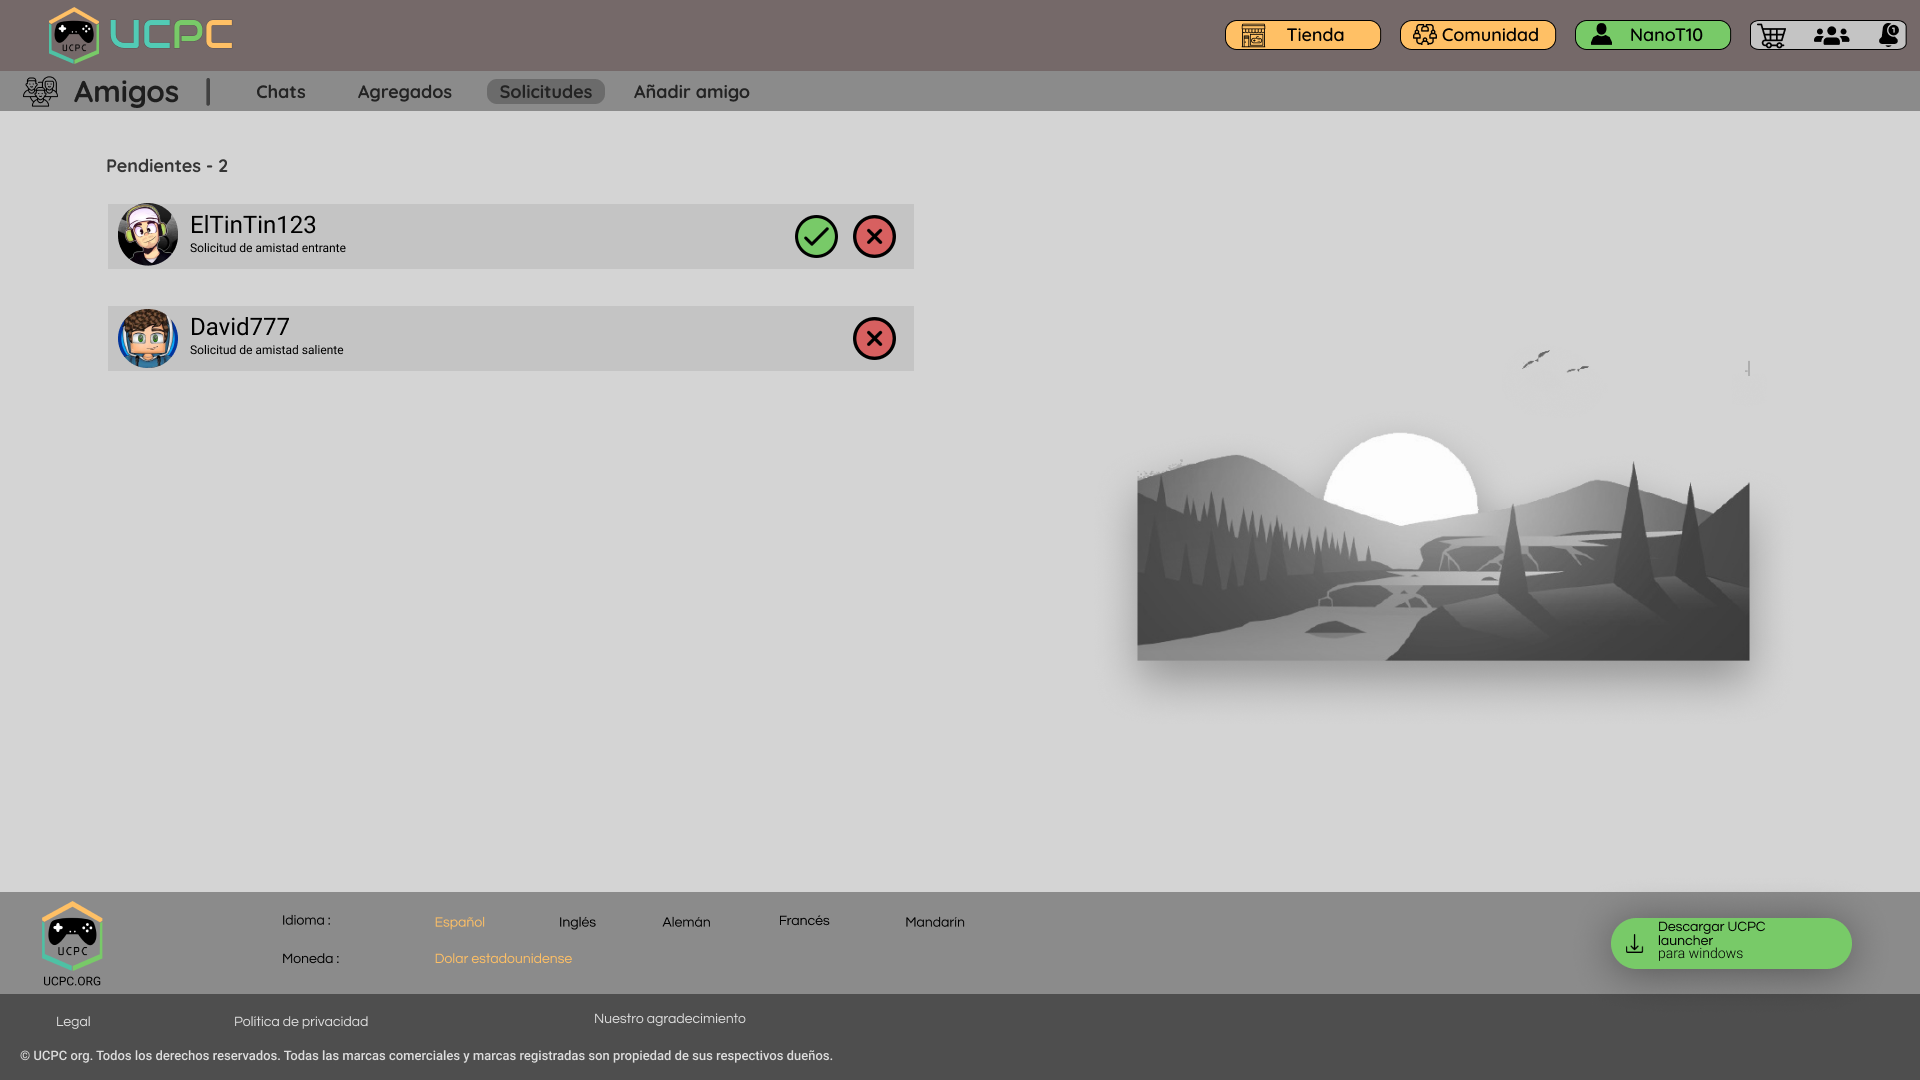 UCPC
UCPC
Tienda
Comunidad
NanoT10
1
Amigos
Chats
Agregados
Solicitudes
Añadir amigo
Pendientes - 2
ElTinTin123
Solicitud de amistad entrante
David777
Solicitud de amistad saliente
UCPC
UCPC.ORG
Idioma :
Español
Inglés
Alemán
Francés
Mandarin
Moneda :
Dolar estadounidense
Descargar UCPC
launcher
para windows
Legal
Politica de privacidad
Nuestro agradecimiento
© UCPC org. Todos los derechos reservados. Todas las marcas comerciales y marcas registradas son propiedad de sus respectivos dueños.